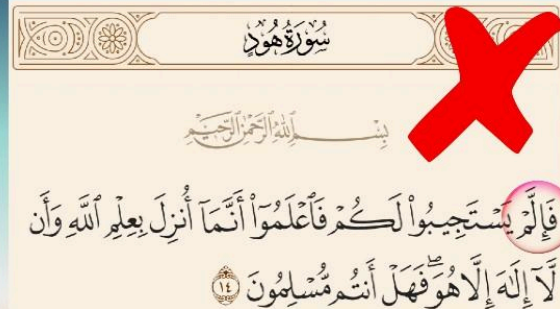 سُورَةُ هُودٍ
بِسْمِ ٱللَّهِ ٱلرَّحْمَٰنِ ٱلرَّحِيمِ
فَإِلَّمْ يَسْتَجِيبُوا۟ لَكُمْ فَٱعْلَمُوٓا۟ أَنَّمَآ أُنزِلَ بِعِلْمِ ٱللَّهِ وَأَن
لَّآ إِلَٰهَ إِلَّا هُوَ ۖ فَهَلْ أَنتُم مُّسْلِمُونَ ١٤